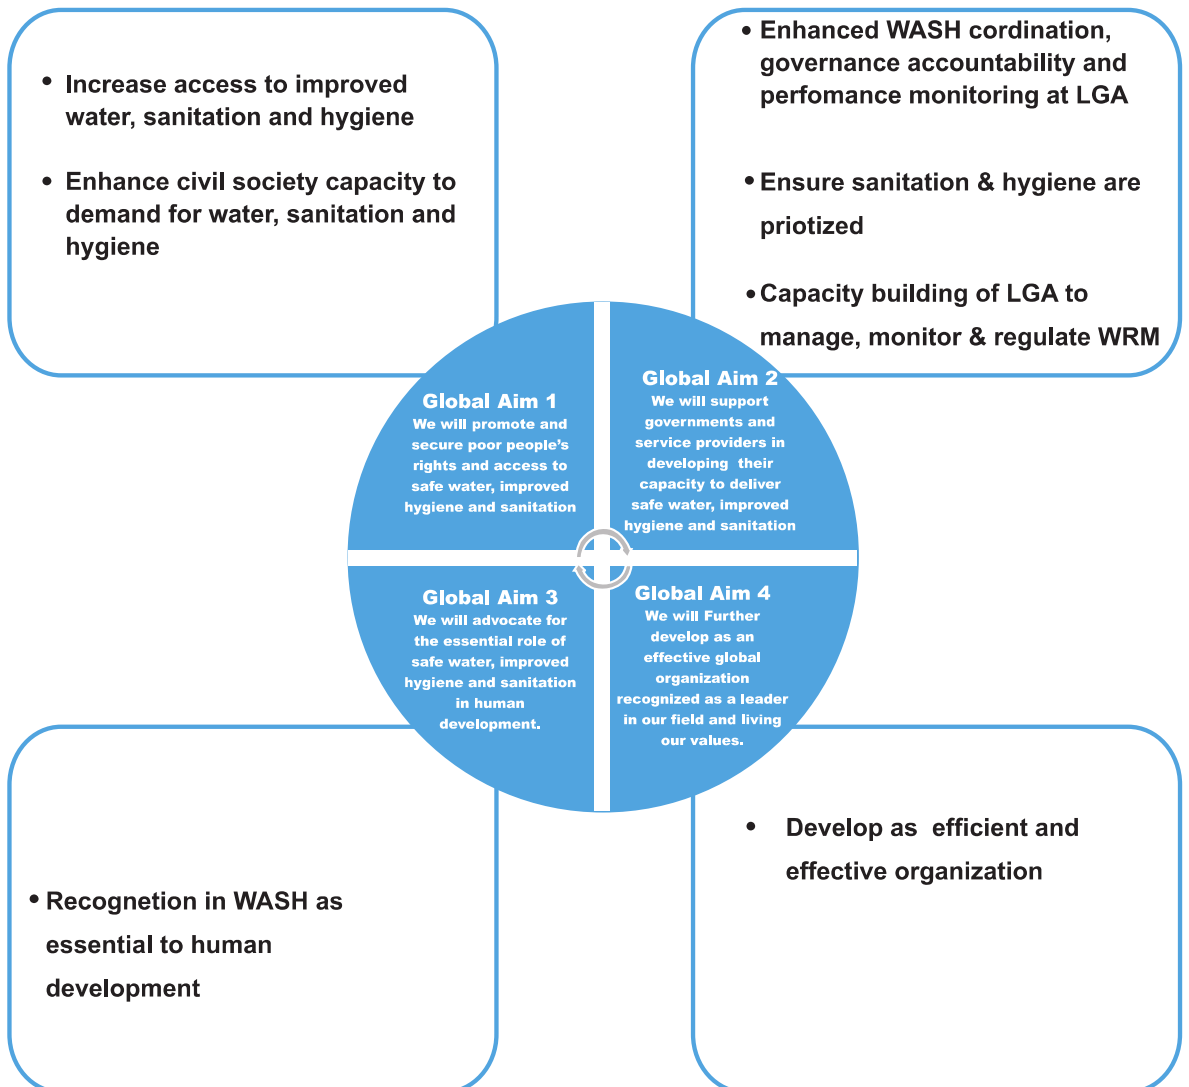 • Increase access to improved
water, sanitation and hygiene
• Enhance civil society capacity to
demand for water, sanitation and
hygiene
• Enhanced WASH cordination,
governance accountability and
perfomance monitoring at LGA
• Ensure sanitation & hygiene are
priotized
• Capacity building of LGA to
manage, monitor & regulate WRM
Global Aim 1
We will promote and
secure poor people's
rights and access to
safe water, improved
hygiene and sanitation
Global Aim 2
We will support
governments and
service providers in
developing their
capacity to deliver
safe water, improved
hygiene and sanitation
Global Aim 3
We will advocate for
the essential role of
safe water, improved
hygiene and sanitation
in human
development.
Global Aim 4
We will Further
develop as an
effective global
organization
recognized as a leader
in our field and living
our values.
• Recognetion in WASH as
essential to human
development
• Develop as efficient and
effective organization